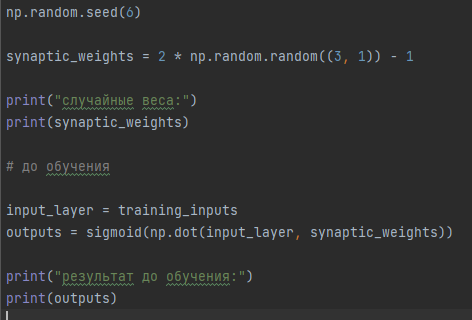 np.random.seed(6)
synaptic_weights = 2 * np.random.random((3, 1)) - 1
print("случайные веса:")
print(synaptic_weights)
# до обучения
input_layer = training_inputs
outputs = sigmoid(np.dot(input_layer, synaptic_weights))
print("результат до обучения:")
print(outputs)